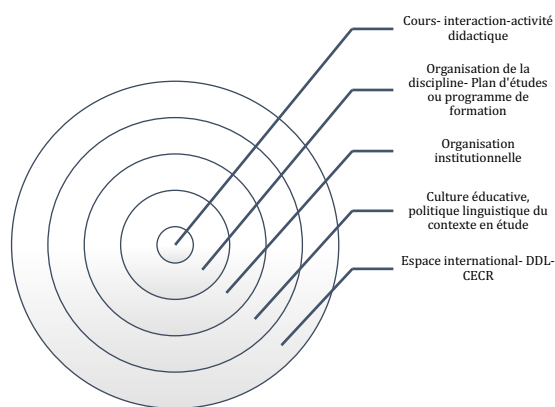 Cours- interaction-activité
didactique
Organisation de la
discipline- Plan d'études
ou programme de
formation
Organisation
institutionnelle
Culture éducative,
politique linguistique du
contexte en étude
Espace international- DDL-
CECR